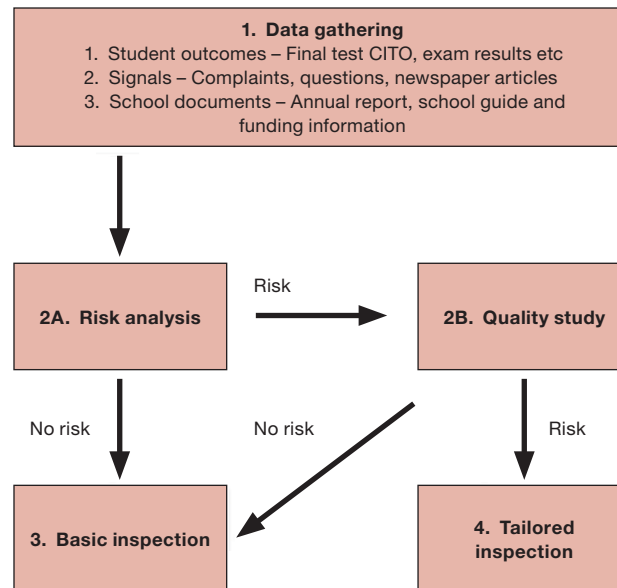 1. Data gathering
1. Student outcomes – Final test CITO, exam results etc
2. Signals – Complaints, questions, newspaper articles
3. School documents – Annual report, school guide and
funding information
Risk
2A. Risk analysis
2B. Quality study
No risk
No risk
Risk
3. Basic inspection
4. Tailored
inspection